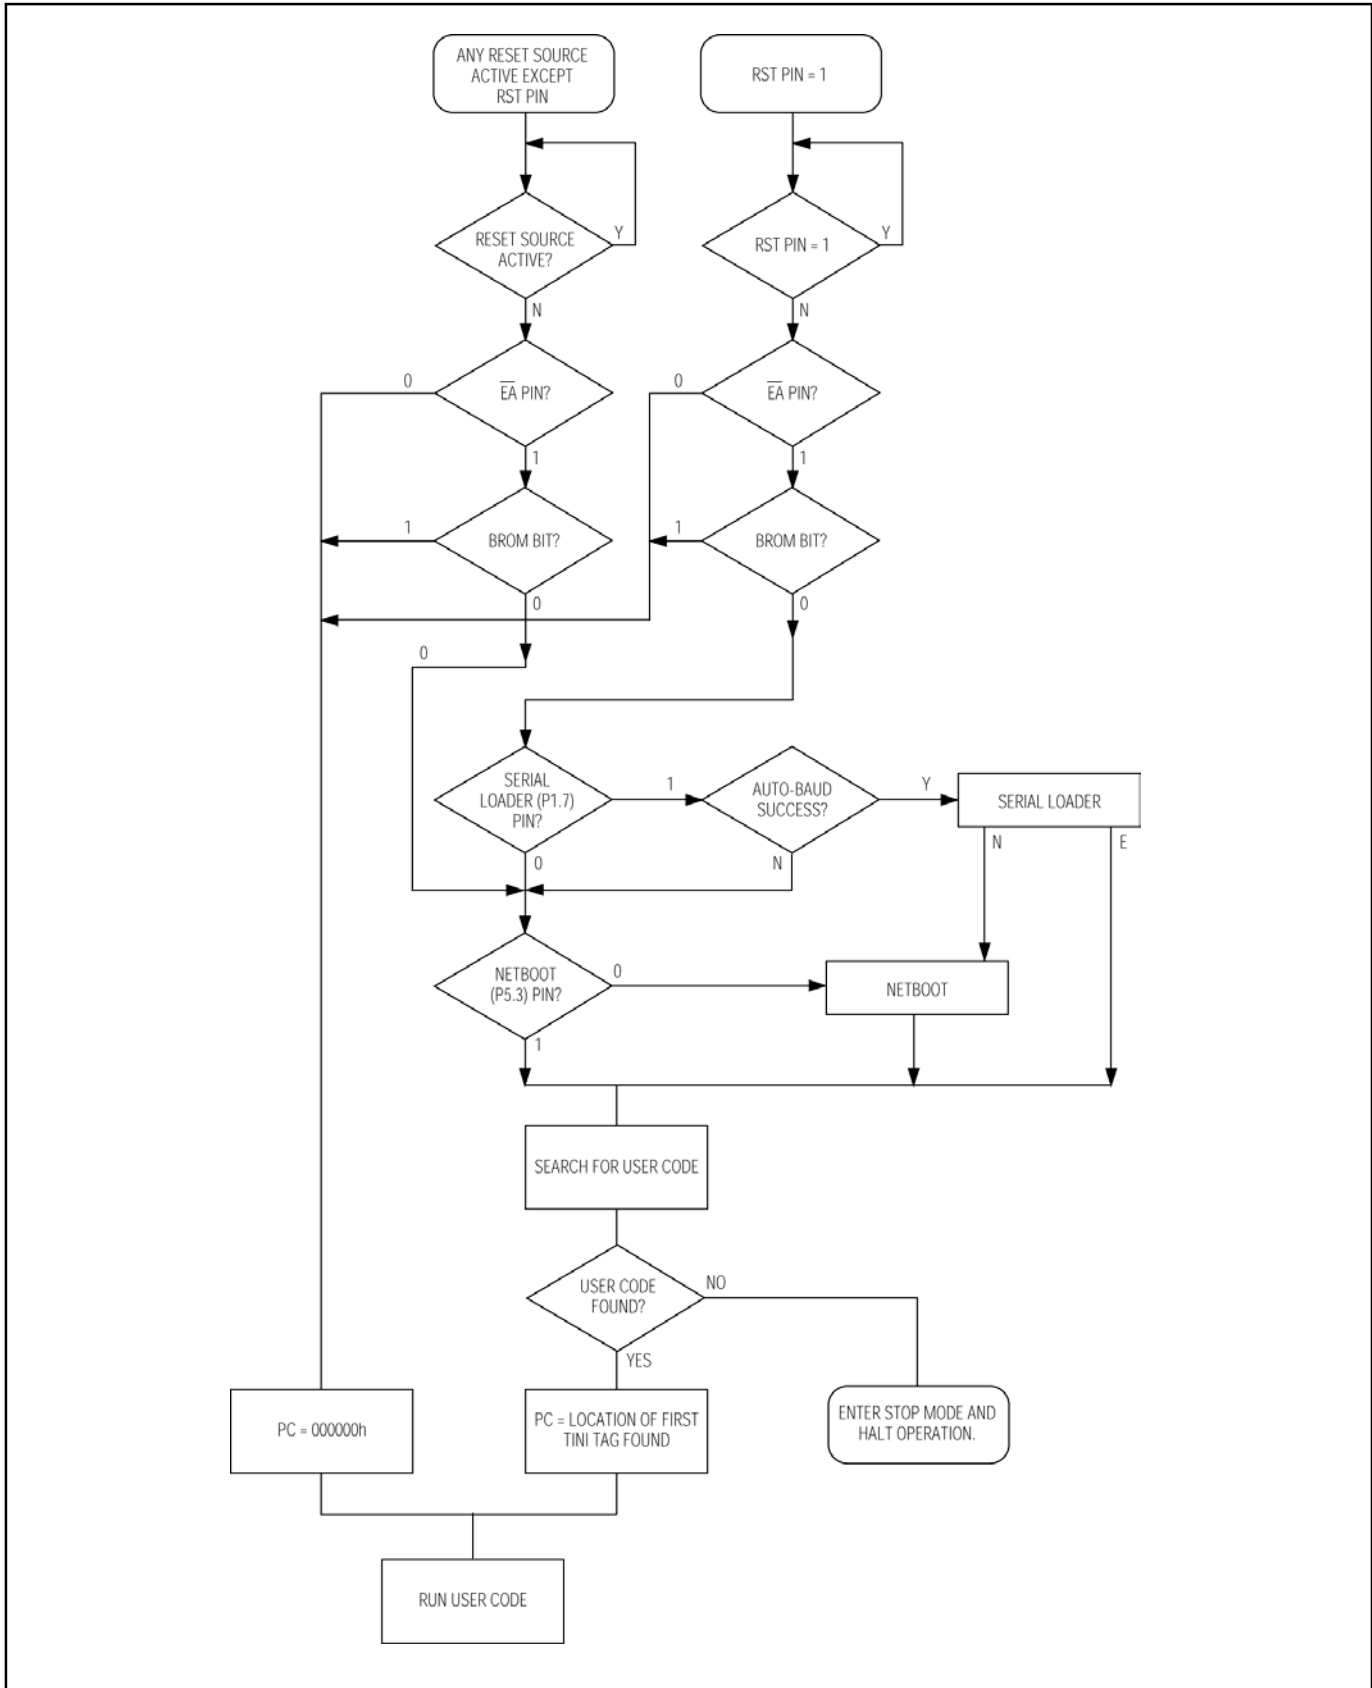 ANY RESET SOURCE
ACTIVE EXCEPT
RST PIN
RST PIN = 1
RESET SOURCE
ACTIVE?
Y
RST PIN = 1
Y
N
N
0
EA PIN?
0
EA PIN?
1
1
1
BROM BIT?
1
BROM BIT?
0
0
0
SERIAL
LOADER (P1.7)
PIN?
1
AUTO-BAUD
SUCCESS?
Y
SERIAL LOADER
0
N
N
E
NETBOOT
(P5.3) PIN?
0
NETBOOT
1
SEARCH FOR USER CODE
USER CODE
FOUND?
NO
YES
PC = 000000h
PC = LOCATION OF FIRST
TINI TAG FOUND
ENTER STOP MODE AND
HALT OPERATION.
RUN USER CODE